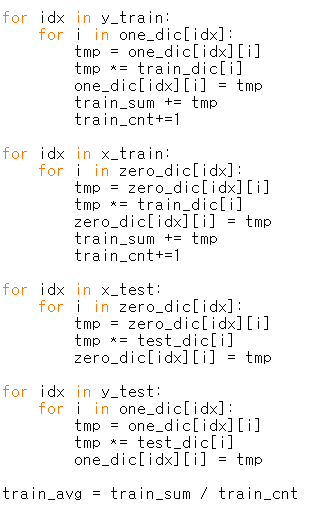 for idx in y_train:
    for i in one_dic[idx]:
        tmp = one_dic[idx][i]
        tmp *= train_dic[i]
        one_dic[idx][i] = tmp
        train_sum += tmp
        train_cnt+=1

for idx in x_train:
    for i in zero_dic[idx]:
        tmp = zero_dic[idx][i]
        tmp *= train_dic[i]
        zero_dic[idx][i] = tmp
        train_sum += tmp
        train_cnt+=1

for idx in x_test:
    for i in zero_dic[idx]:
        tmp = zero_dic[idx][i]
        tmp *= test_dic[i]
        zero_dic[idx][i] = tmp

for idx in y_test:
    for i in one_dic[idx]:
        tmp = one_dic[idx][i]
        tmp *= test_dic[i]
        one_dic[idx][i] = tmp

train_avg = train_sum / train_cnt